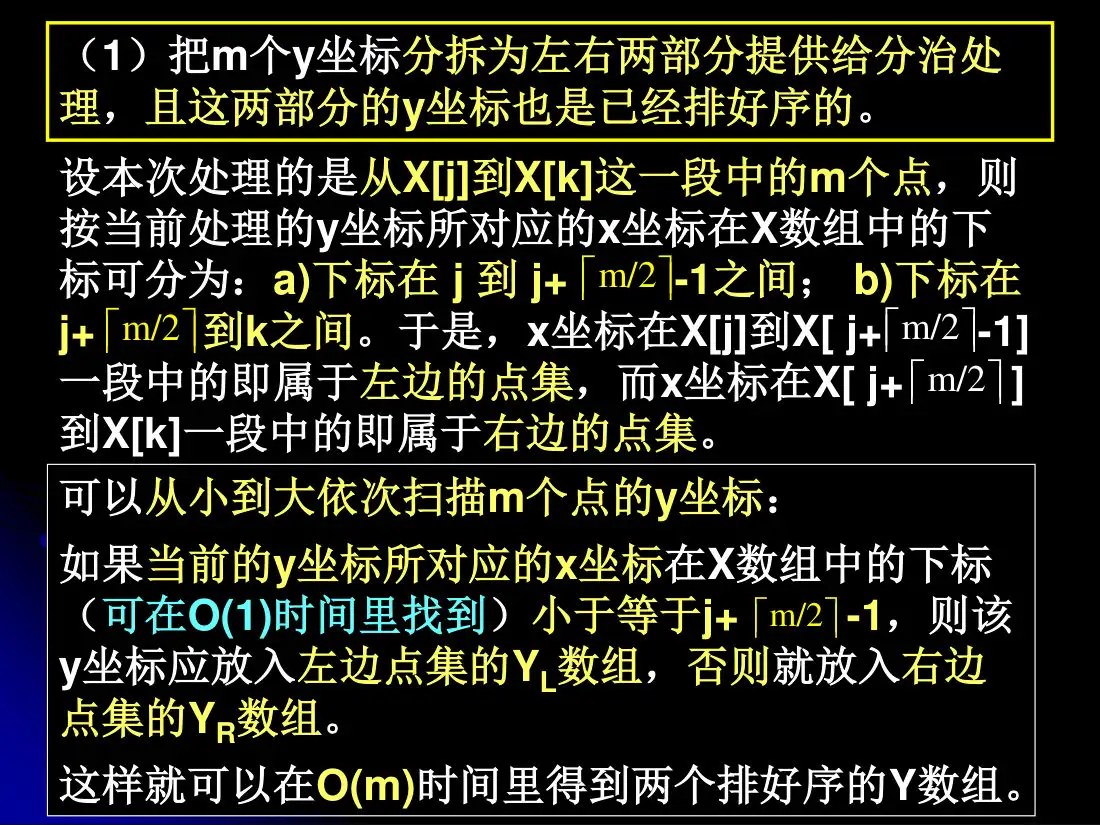 （1）把m个y坐标分拆为左右两部分提供给分治处
理，且这两部分的y坐标也是已经排好序的。
设本次处理的是从X[j]到X[k]这一段中的m个点，则
按当前处理的y坐标所对应的x坐标在X数组中的下
标可分为：a)下标在 j 到 j+⌈m/2⌉-1之间； b)下标在
j+⌈m/2⌉到k之间。于是，x坐标在X[j]到X[ j+⌈m/2⌉-1]
一段中的即属于左边的点集，而x坐标在X[ j+⌈m/2⌉ ]
到X[k]一段中的即属于右边的点集。
可以从小到大依次扫描m个点的y坐标：
如果当前的y坐标所对应的x坐标在X数组中的下标
（可在O(1)时间里找到）小于等于j+⌈m/2⌉-1，则该
y坐标应放入左边点集的YL数组，否则就放入右边
点集的YR数组。
这样就可以在O(m)时间里得到两个排好序的Y数组。